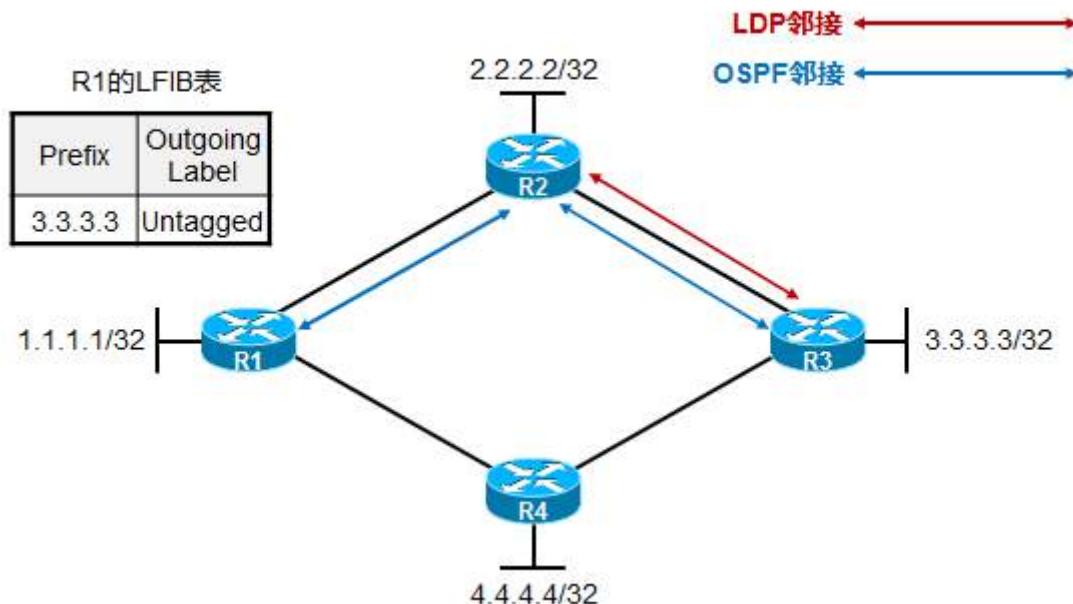 LDP邻接
OSPF邻接
2.2.2.2/32
R1的LFIB表
Prefix
Outgoing
Label
3.3.3.3
Untagged
R2
1.1.1.1/32
R1
R3
3.3.3.3/32
R4
4.4.4.4/32